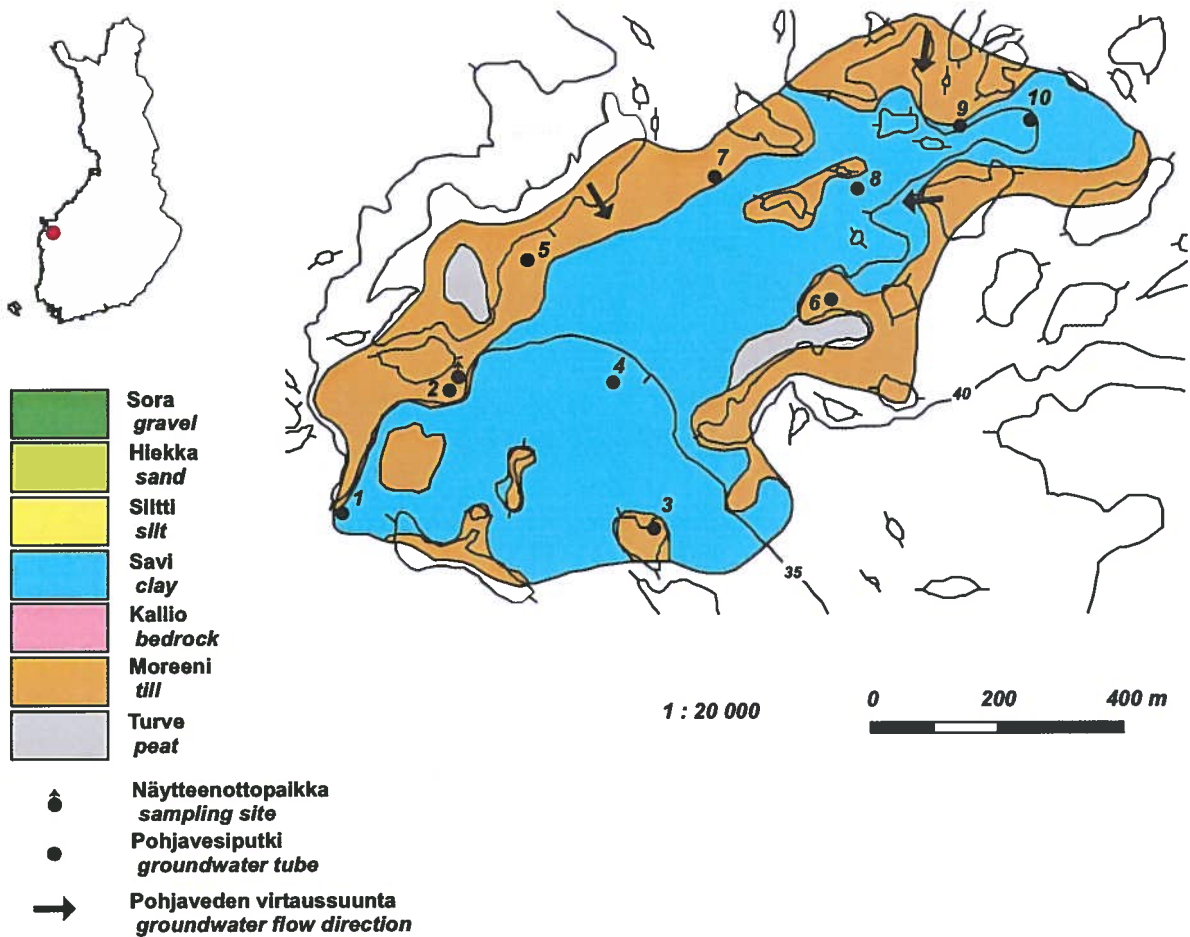 Sora
gravel
Hiekka
sand
Siltti
silt
Savi
clay
Kallio
bedrock
Moreeni
till
Turve
peat
Näytteenottopaikka
sampling site
Pohjavesiputki
groundwater tube
Pohjaveden virtaussuunta
groundwater flow direction
9
10
7
8
5
6
4
2
40
1
3
35
1 : 20 000
0 200 400 m